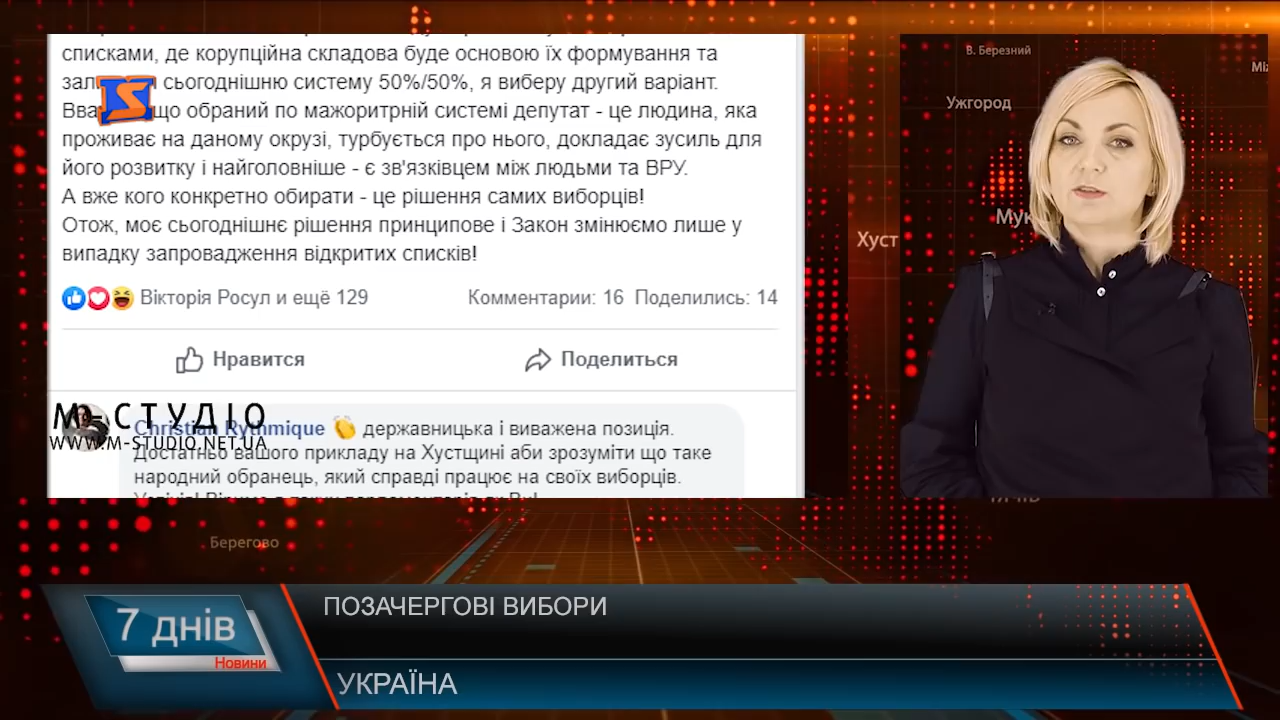 списками, де корупційна складова буде основою їх формування та
сьогоднішню систему 50%/50%, я виберу другий варіант.
що обраний по мажоритрній системі депутат - це людина, яка
проживає на даному окрузі, турбується про нього, докладає зусиль для
його розвитку і найголовніше - є зв'язківцем між людьми та ВРУ.
А вже кого конкретно обирати - це рішення самих виборців!
Отож, моє сьогоднішнє рішення принципове і Закон змінюємо лише у
випадку запровадження відкритих списків!
Вікторія Росул и ещё 129
Комментарии: 16 Поделились: 14
Нравится
Поделиться
М-СТУДІО
WWW.M-STUDIO.NET.UA
Christian Rythmique державницька і виважена позиція.
Достатньо вашого прикладу на Хустщині аби зрозуміти що таке
народний обранець, який справді працює на своїх виборців.
В. Березний
Ужгород
Хуст
Берегово
7 днів
Новини
ПОЗАЧЕРГОВІ ВИБОРИ
УКРАЇНА